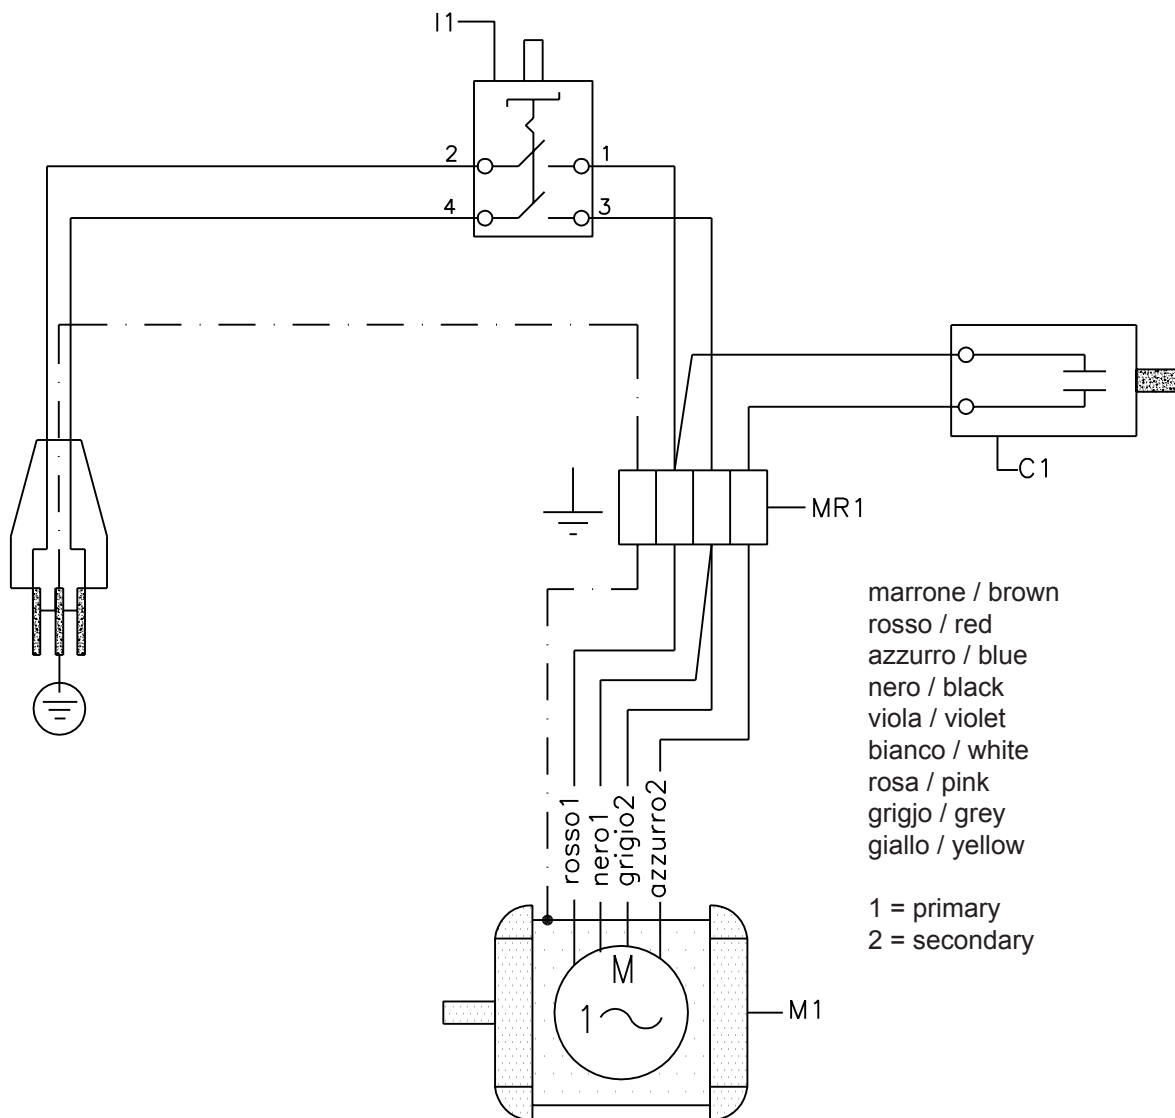 I1
2
1
4
3
C1
MR1
marrone / brown
rosso / red
azzurro / blue
nero / black
viola / violet
bianco / white
rosa / pink
grigjo / grey
giallo / yellow
1 = primary
2 = secondary
rosso1
nero1
grigio2
azzurro2
M
1
M1